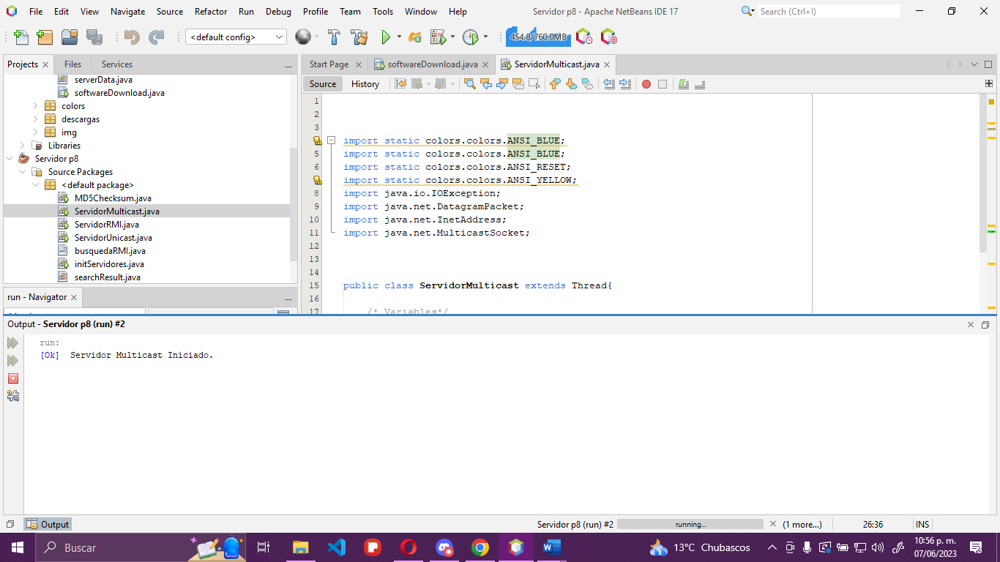 File Edit View Navigate Source Refactor Run Debug Profile Team Tools Window Help
Servidor p8 - Apache NetBeans IDE 17
Search (Ctrl+I)
<default config>
454.8/760.0MB
Projects Files Services
serverData.java
softwareDownload.java
colors
descargas
img
Libraries
Servidor p8
Source Packages
<default package>
MD5Checksum.java
ServidorMulticast.java
ServidorRMI.java
ServidorUnicast.java
busquedaRMI.java
initServidores.java
searchResult.java
run - Navigator
Start Page softwareDownload.java ServidorMulticast.java
Source History
1
2
3
import static colors.colors.ANSI_BLUE;
5 import static colors.colors.ANSI_BLUE;
6 import static colors.colors.ANSI_RESET;
import static colors.colors.ANSI_YELLOW;
8 import java.io.IOException;
9 import java.net.DatagramPacket;
10 import java.net.InetAddress;
11 import java.net.MulticastSocket;
12
13
14
15 public class ServidorMulticast extends Thread{
16
17 /* Variables*/
Output - Servidor p8 (run) #2
run:
[Ok] Servidor Multicast Iniciado.
Output
Servidor p8 (run) #2 running... (1 more...) 26:36 INS
Buscar
13°C Chubascos
10:56 p. m.
07/06/2023